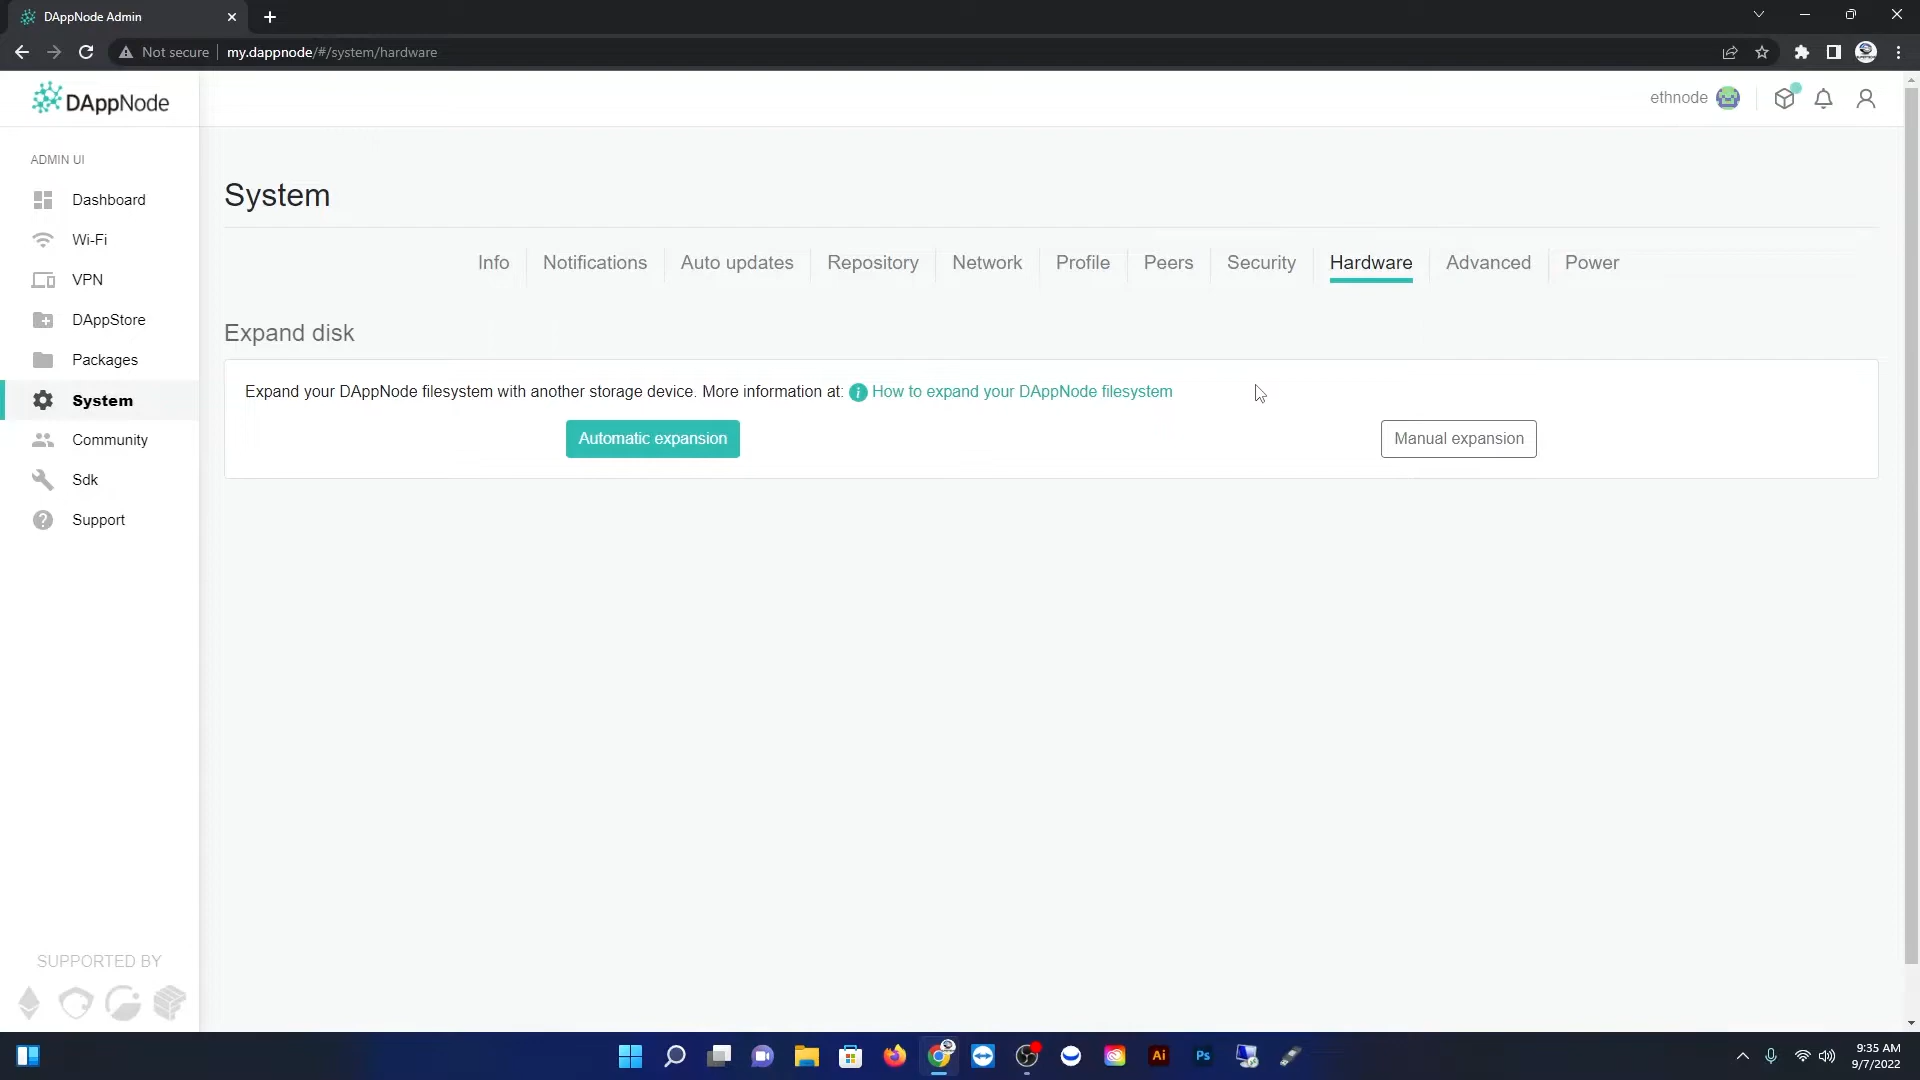 DAppNode Admin
Not secure
my.dappnode/#/system/hardware
DAppNode
ethnode
ADMIN UI
Dashboard
Wi-Fi
VPN
DAppStore
Packages
System
Community
Sdk
Support
SUPPORTED BY
System
Info
Notifications
Auto updates
Repository
Network
Profile
Peers
Security
Hardware
Advanced
Power
Expand disk
Expand your DAppNode filesystem with another storage device. More information at: How to expand your DAppNode filesystem
Automatic expansion
Manual expansion
Ai
Ps
9:35 AM
9/7/2022